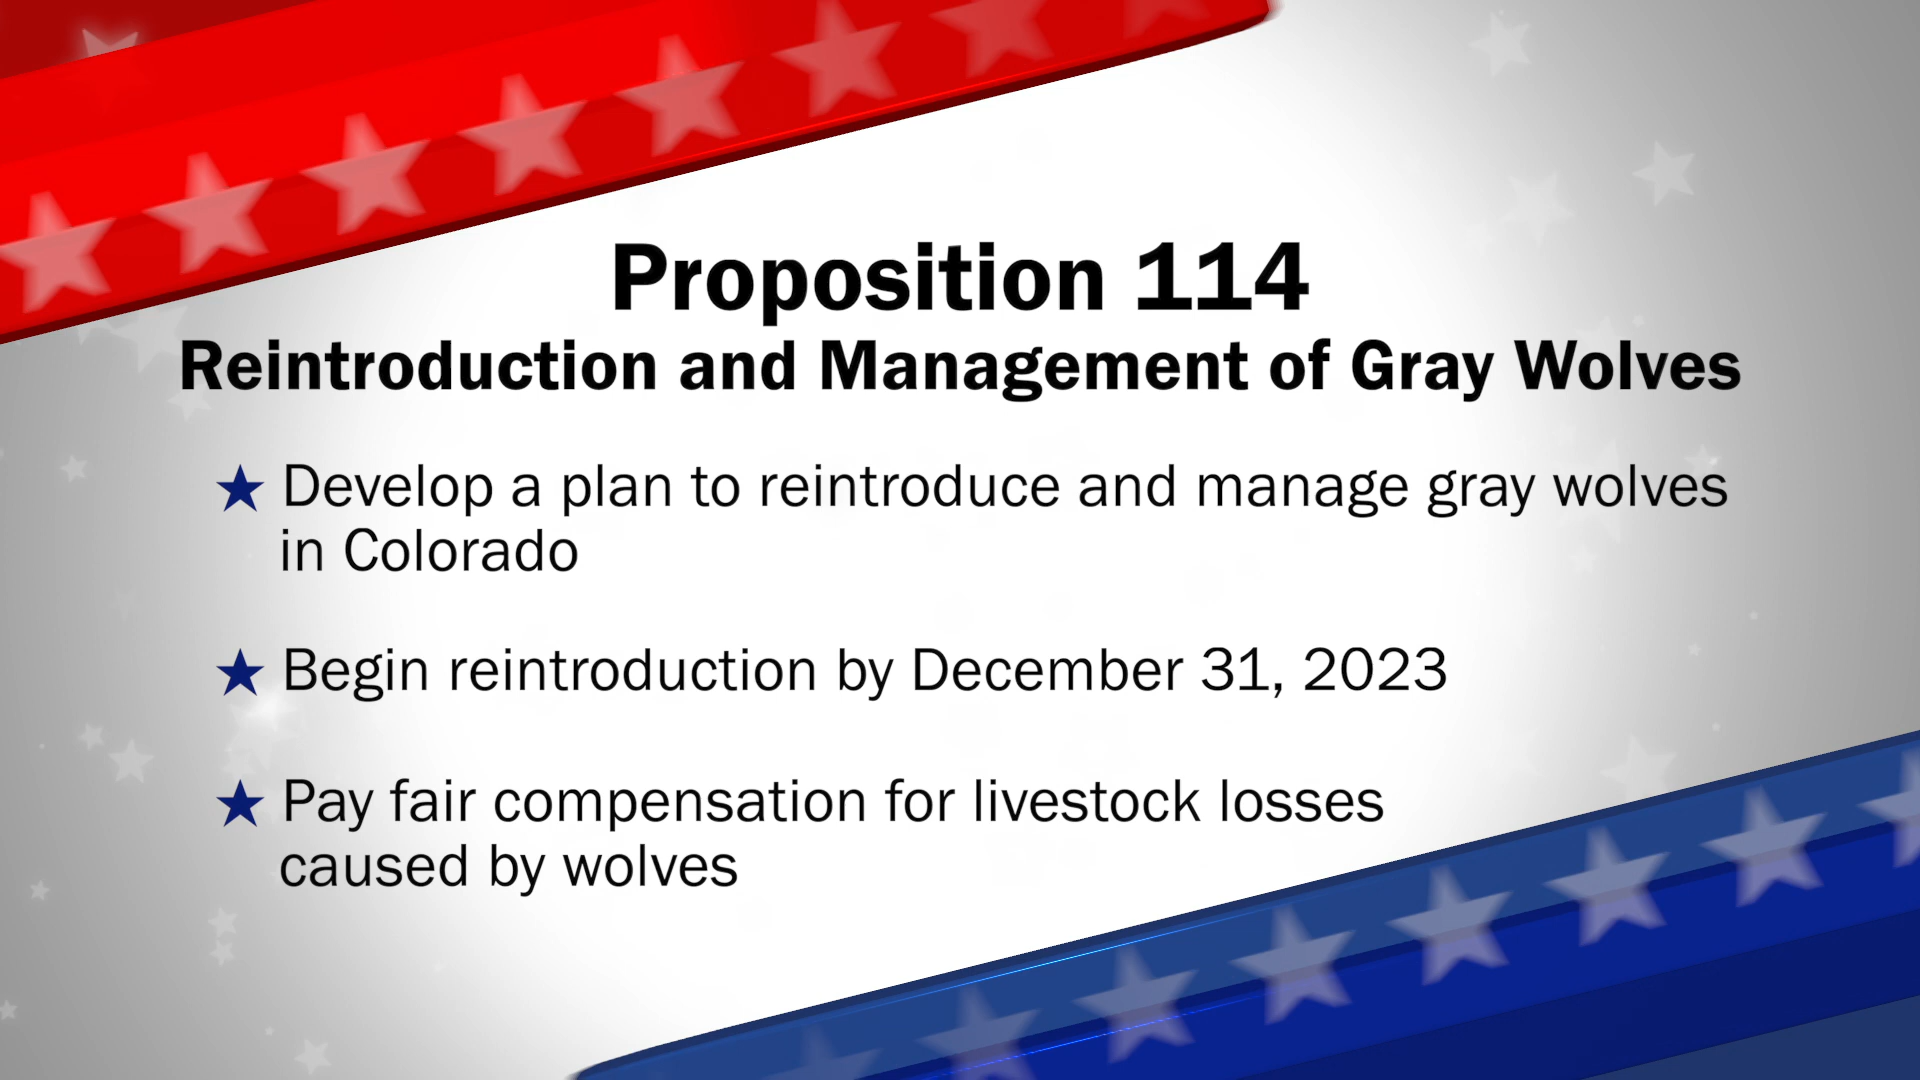 Proposition 114
Reintroduction and Management of Gray Wolves
Develop a plan to reintroduce and manage gray wolves
in Colorado
Begin reintroduction by December 31, 2023
Pay fair compensation for livestock losses
caused by wolves